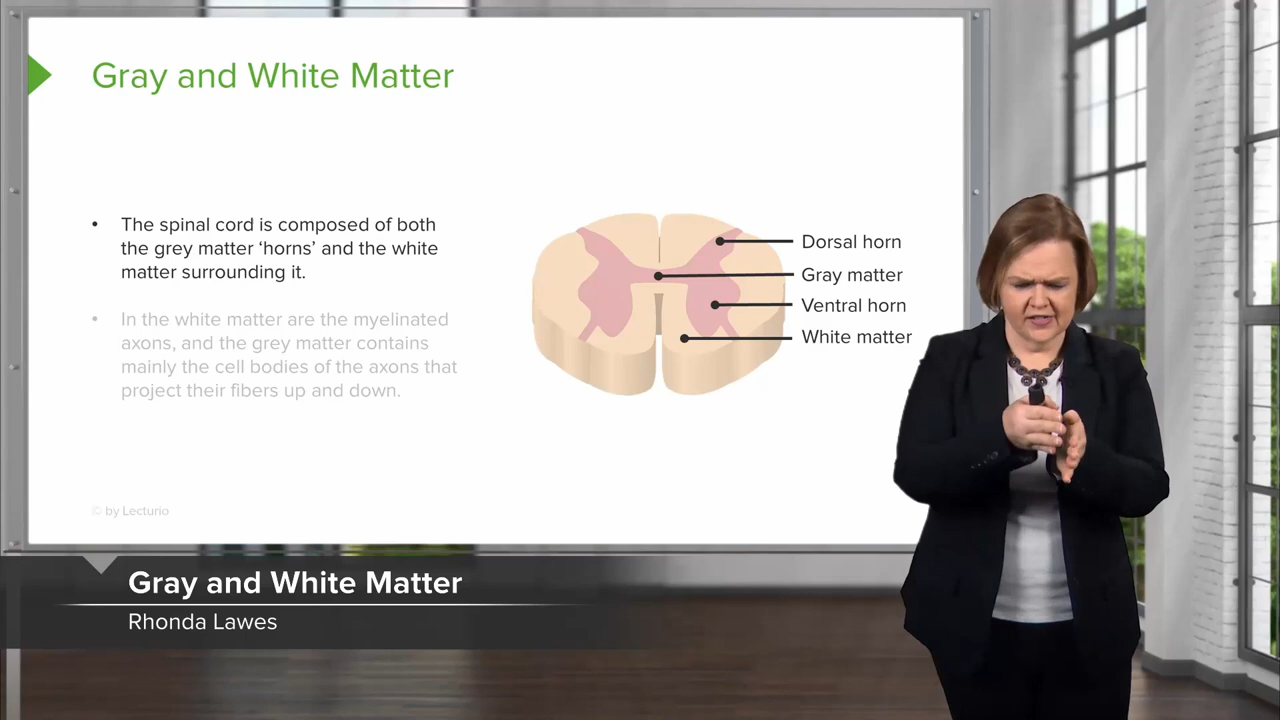 Gray and White Matter
• The spinal cord is composed of both
the grey matter ‘horns’ and the white
matter surrounding it.
• In the white matter are the myelinated
axons, and the grey matter contains
mainly the cell bodies of the axons that
project their fibers up and down.
Dorsal horn
Gray matter
Ventral horn
White matter
© by Lecturio
Gray and White Matter
Rhonda Lawes